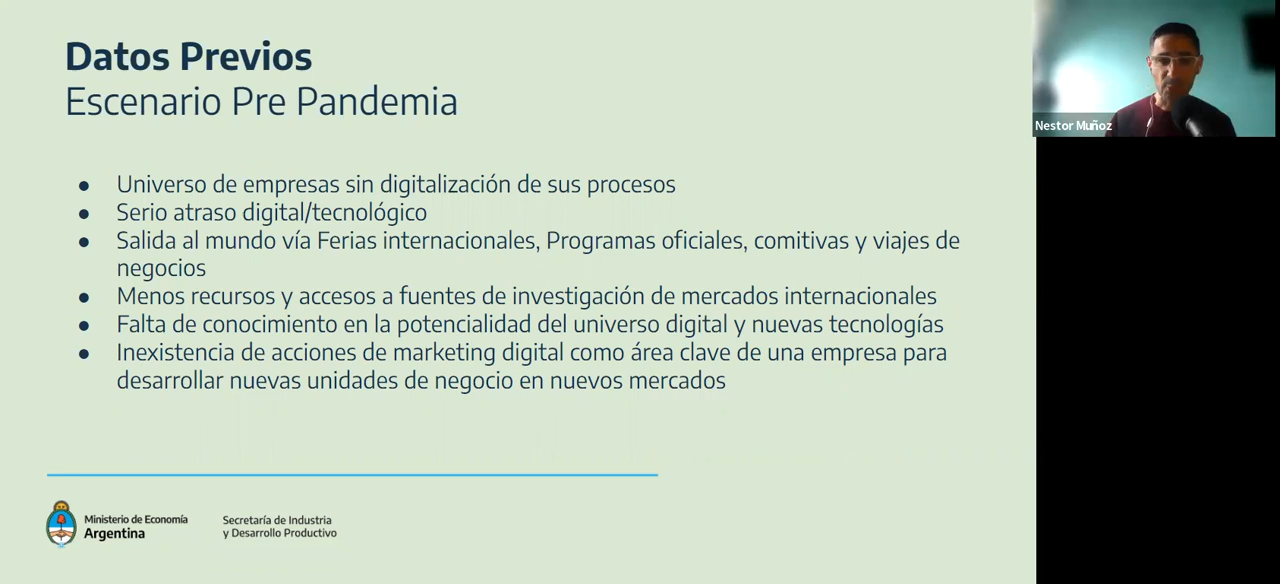 Datos Previos
Escenario Pre Pandemia
● Universo de empresas sin digitalización de sus procesos
● Serio atraso digital/tecnológico
● Salida al mundo vía Ferias internacionales, Programas oficiales, comitivas y viajes de
negocios
● Menos recursos y accesos a fuentes de investigación de mercados internacionales
● Falta de conocimiento en la potencialidad del universo digital y nuevas tecnologías
● Inexistencia de acciones de marketing digital como área clave de una empresa para
desarrollar nuevas unidades de negocio en nuevos mercados
Ministerio de Economía
Argentina
Secretaría de Industria
y Desarrollo Productivo
Nestor Muñoz